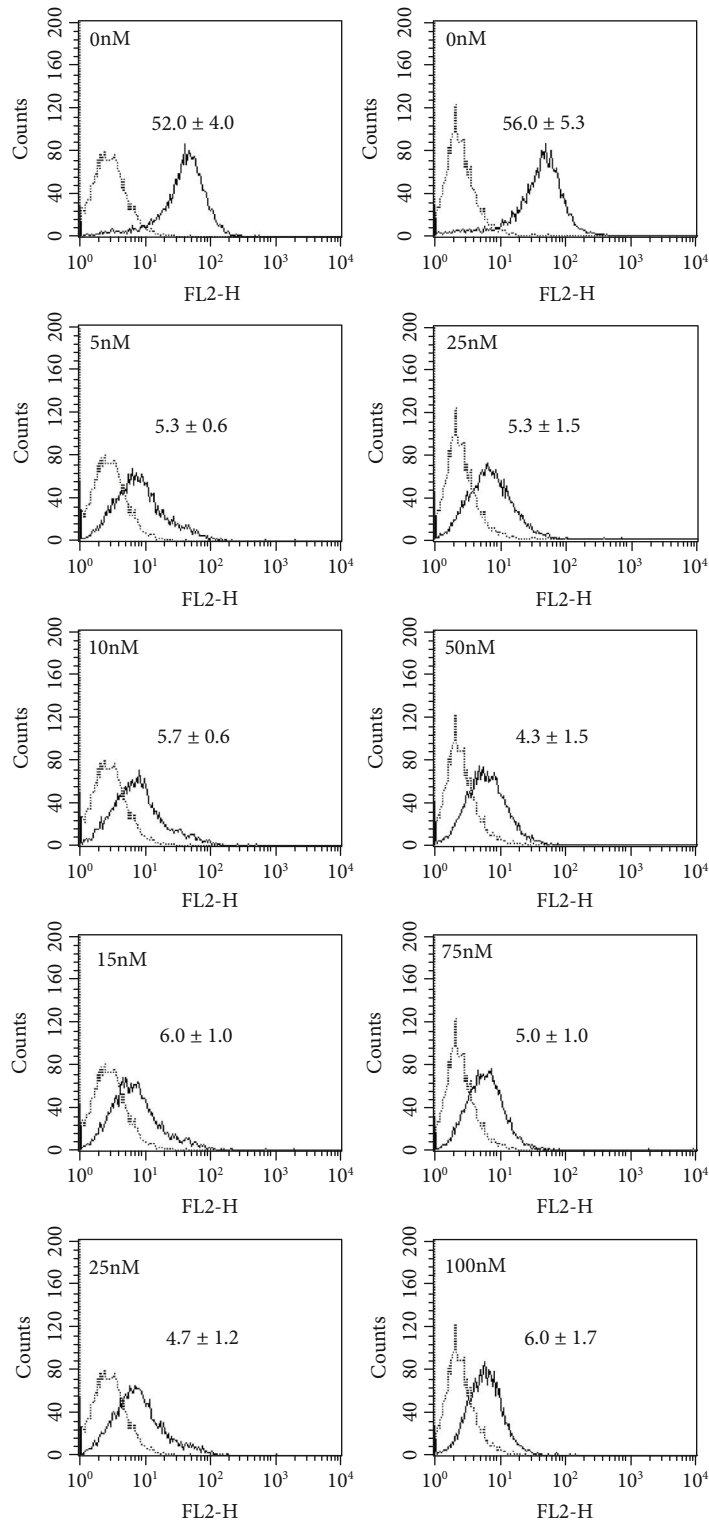 200
160
120
80
40
0
Counts
0nM
52.0 ± 4.0
10⁰ 10¹ 10² 10³ 10⁴
FL2-H
200
160
120
80
40
0
Counts
0nM
56.0 ± 5.3
10⁰ 10¹ 10² 10³ 10⁴
FL2-H
200
160
120
80
40
0
Counts
5nM
5.3 ± 0.6
10⁰ 10¹ 10² 10³ 10⁴
FL2-H
200
160
120
80
40
0
Counts
25nM
5.3 ± 1.5
10⁰ 10¹ 10² 10³ 10⁴
FL2-H
200
160
120
80
40
0
Counts
10nM
5.7 ± 0.6
10⁰ 10¹ 10² 10³ 10⁴
FL2-H
200
160
120
80
40
0
Counts
50nM
4.3 ± 1.5
10⁰ 10¹ 10² 10³ 10⁴
FL2-H
200
160
120
80
40
0
Counts
15nM
6.0 ± 1.0
10⁰ 10¹ 10² 10³ 10⁴
FL2-H
200
160
120
80
40
0
Counts
75nM
5.0 ± 1.0
10⁰ 10¹ 10² 10³ 10⁴
FL2-H
200
160
120
80
40
0
Counts
25nM
4.7 ± 1.2
10⁰ 10¹ 10² 10³ 10⁴
FL2-H
200
160
120
80
40
0
Counts
100nM
6.0 ± 1.7
10⁰ 10¹ 10² 10³ 10⁴
FL2-H